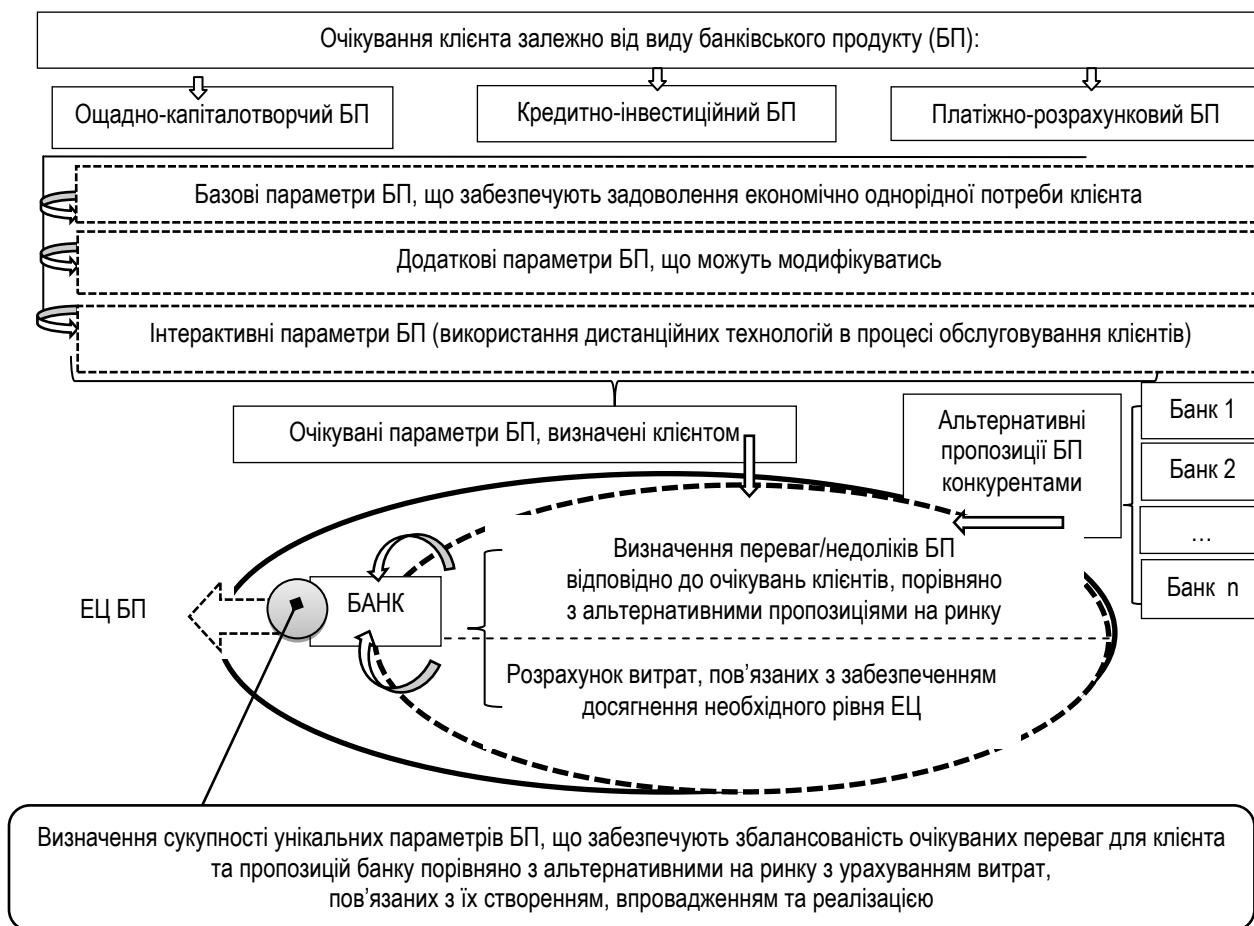 Очікування клієнта залежно від виду банківського продукту (БП):
Ощадно-капіталотворчий БП
Кредитно-інвестиційний БП
Платіжно-розрахунковий БП
Базові параметри БП, що забезпечують задоволення економічно однорідної потреби клієнта
Додаткові параметри БП, що можуть модифікуватись
Інтерактивні параметри БП (використання дистанційних технологій в процесі обслуговування клієнтів)
Очікувані параметри БП, визначені клієнтом
Альтернативні
пропозиції БП
конкурентами
Банк 1
Банк 2
…
Банк n
Визначення переваг/недоліків БП
відповідно до очікувань клієнтів, порівняно
з альтернативними пропозиціями на ринку
БАНК
ЕЦ БП
Розрахунок витрат, пов’язаних з забезпеченням
досягнення необхідного рівня ЕЦ
Визначення сукупності унікальних параметрів БП, що забезпечують збалансованість очікуваних переваг для клієнта
та пропозицій банку порівняно з альтернативними на ринку з урахуванням витрат,
пов’язаних з їх створенням, впровадженням та реалізацією